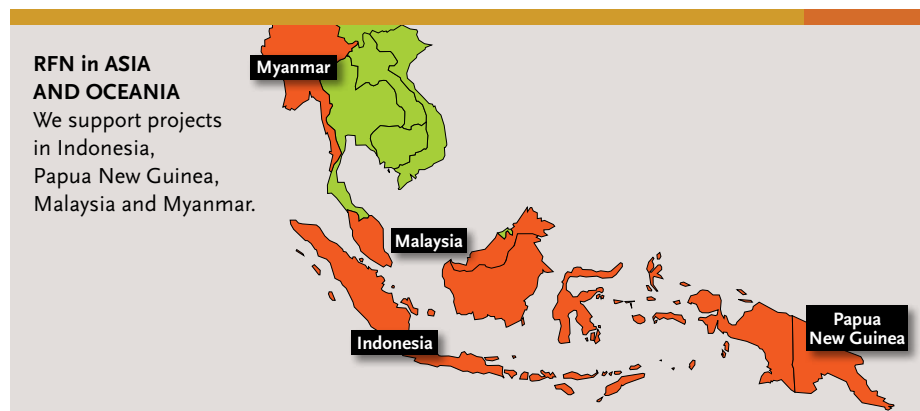 RFN in ASIA
AND OCEANIA
We support projects
in Indonesia,
Papua New Guinea,
Malaysia and Myanmar.
Myanmar
Malaysia
Indonesia
Papua
New Guinea